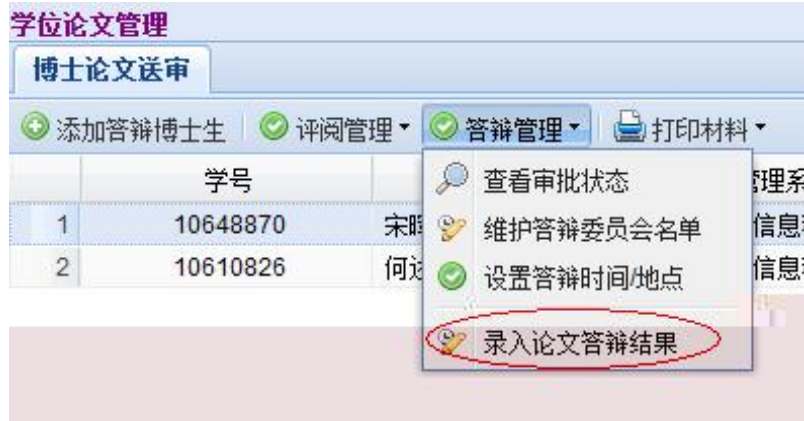 学位论文管理
博士论文送审
添加答辩博士生 评阅管理 答辩管理 打印材料
学号
1 10648870
2 10610826
查看审批状态
维护答辩委员会名单
设置答辩时间/地点
录入论文答辩结果
理系
信息
信息